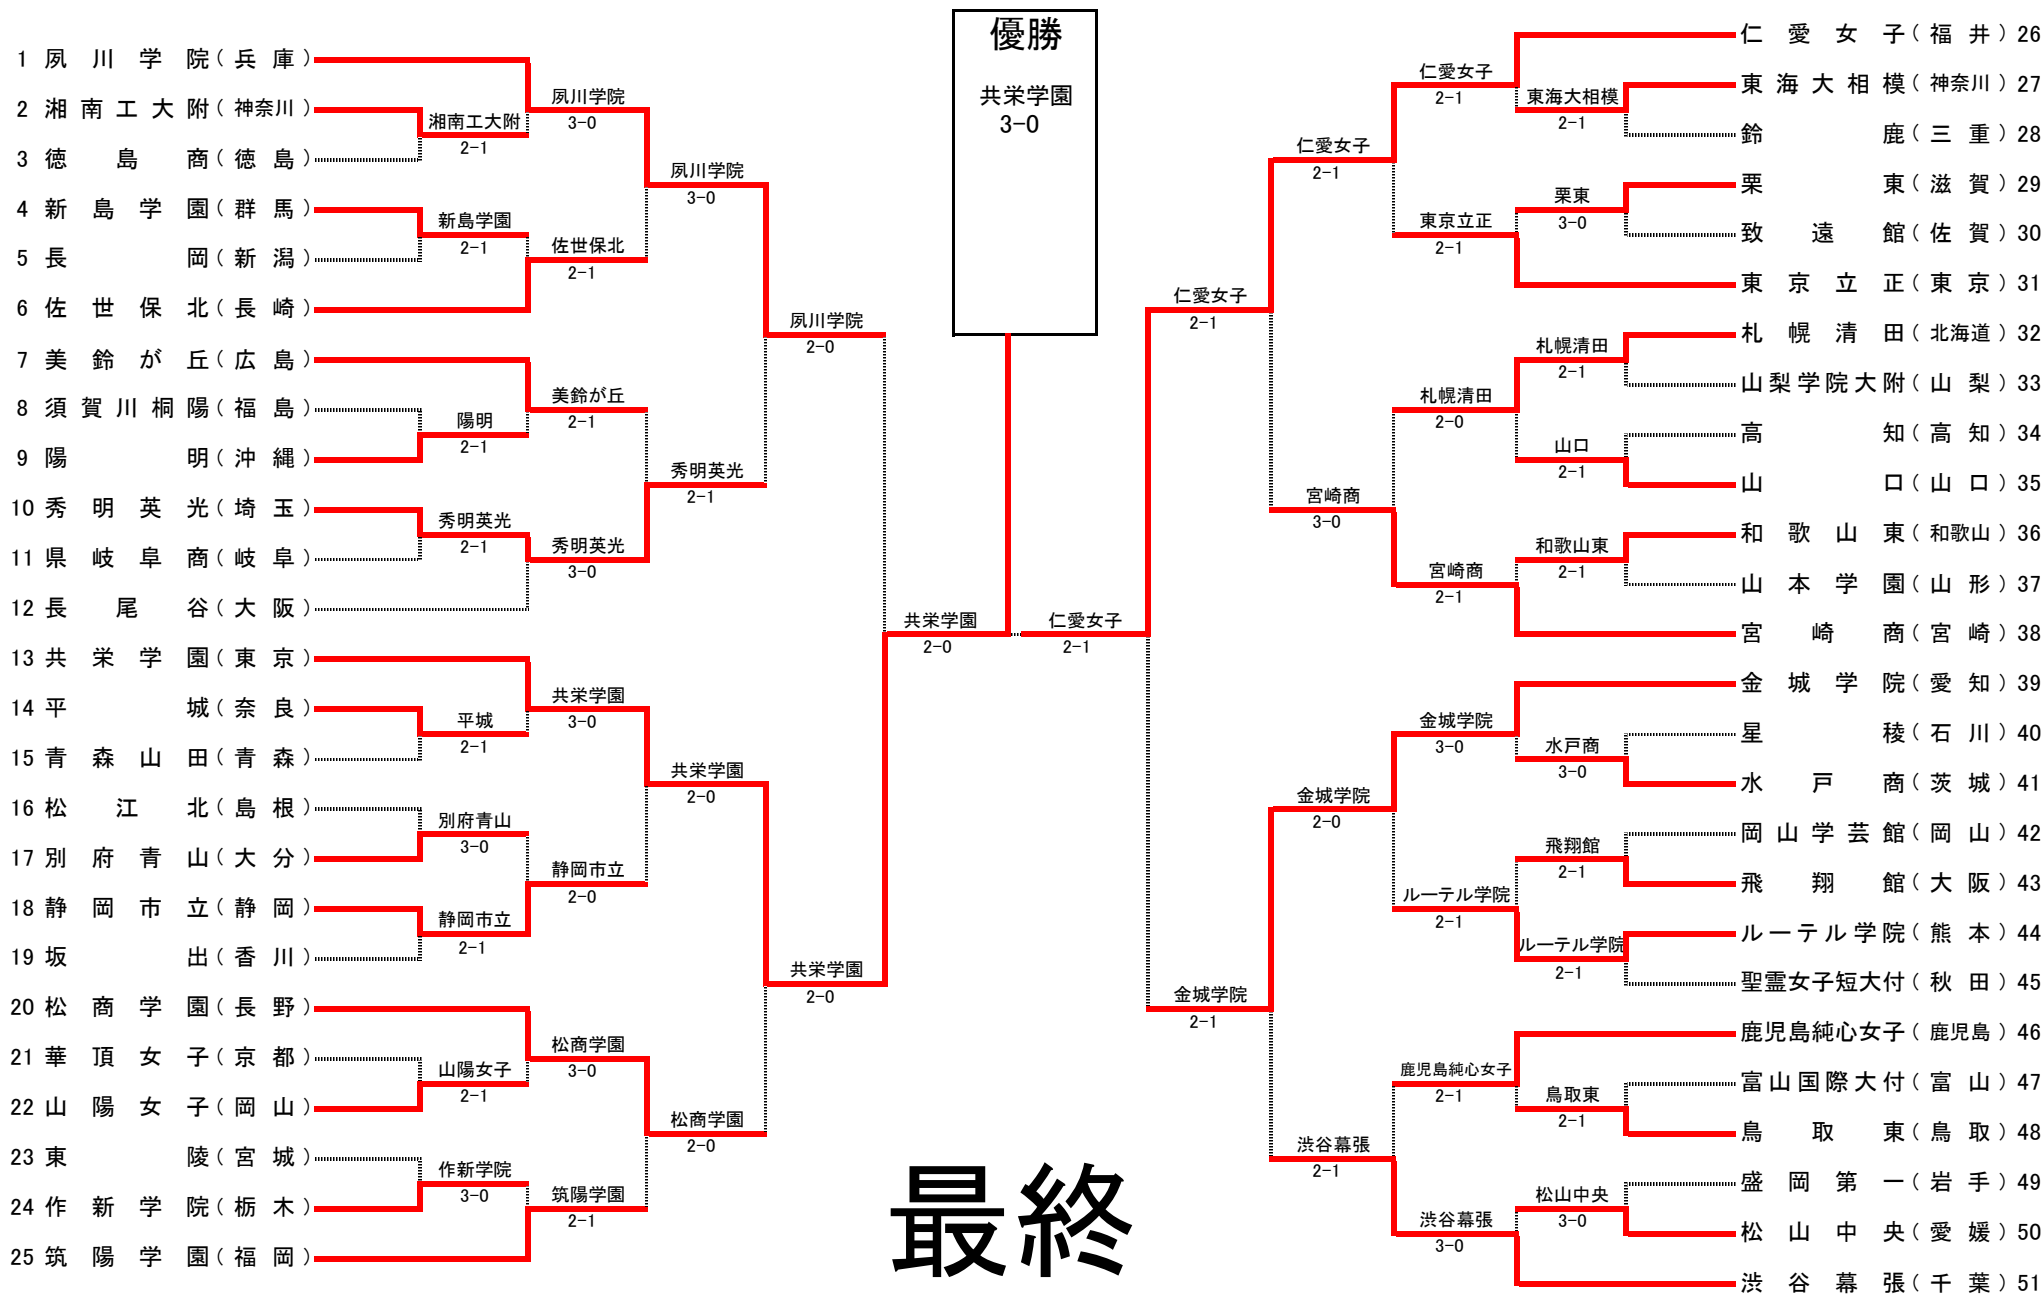 優勝
共栄学園
3-0
1 夙川学院(兵庫)
2 湘南工大附(神奈川)
3 徳島商(徳島)
4 新島学園(群馬)
5 長岡(新潟)
6 佐世保北(長崎)
7 美鈴が丘(広島)
8 須賀川桐陽(福島)
9 陽明(沖縄)
10 秀明英光(埼玉)
11 県岐阜商(岐阜)
12 長尾谷(大阪)
13 共栄学園(東京)
14 平城(奈良)
15 青森山田(青森)
16 松江北(島根)
17 別府青山(大分)
18 静岡市立(静岡)
19 坂出(香川)
20 松商学園(長野)
21 華頂女子(京都)
22 山陽女子(岡山)
23 東陵(宮城)
24 作新学院(栃木)
25 筑陽学園(福岡)
湘南工大附
2-1
新島学園
2-1
陽明
2-1
秀明英光
2-1
平城
2-1
別府青山
3-0
静岡市立
2-1
山陽女子
2-1
作新学院
3-0
夙川学院
3-0
佐世保北
2-1
美鈴が丘
2-1
秀明英光
3-0
共栄学園
3-0
静岡市立
2-0
松商学園
3-0
筑陽学園
2-1
夙川学院
3-0
秀明英光
2-1
共栄学園
2-0
松商学園
2-0
夙川学院
2-0
共栄学園
2-0
共栄学園
2-0
仁愛女子
2-1
仁愛女子
2-1
金城学院
2-1
仁愛女子
2-1
宮崎商
3-0
金城学院
2-0
渋谷幕張
2-1
仁愛女子
2-1
東京立正
2-1
札幌清田
2-0
宮崎商
2-1
金城学院
3-0
ルーテル学院
2-1
鹿児島純心女子
2-1
渋谷幕張
3-0
東海大相模
2-1
栗東
3-0
札幌清田
2-1
山口
2-1
和歌山東
2-1
水戸商
3-0
飛翔館
2-1
ルーテル学院
2-1
鳥取東
2-1
松山中央
3-0
仁愛女子(福井) 26
東海大相模(神奈川) 27
鈴鹿(三重) 28
栗東(滋賀) 29
致遠館(佐賀) 30
東京立正(東京) 31
札幌清田(北海道) 32
山梨学院大附(山梨) 33
高知(高知) 34
山口(山口) 35
和歌山東(和歌山) 36
山本学園(山形) 37
宮崎商(宮崎) 38
金城学院(愛知) 39
星稜(石川) 40
水戸商(茨城) 41
岡山学芸館(岡山) 42
飛翔館(大阪) 43
ルーテル学院(熊本) 44
聖霊女子短大付(秋田) 45
鹿児島純心女子(鹿児島) 46
富山国際大付(富山) 47
鳥取東(鳥取) 48
盛岡第一(岩手) 49
松山中央(愛媛) 50
渋谷幕張(千葉) 51
最終